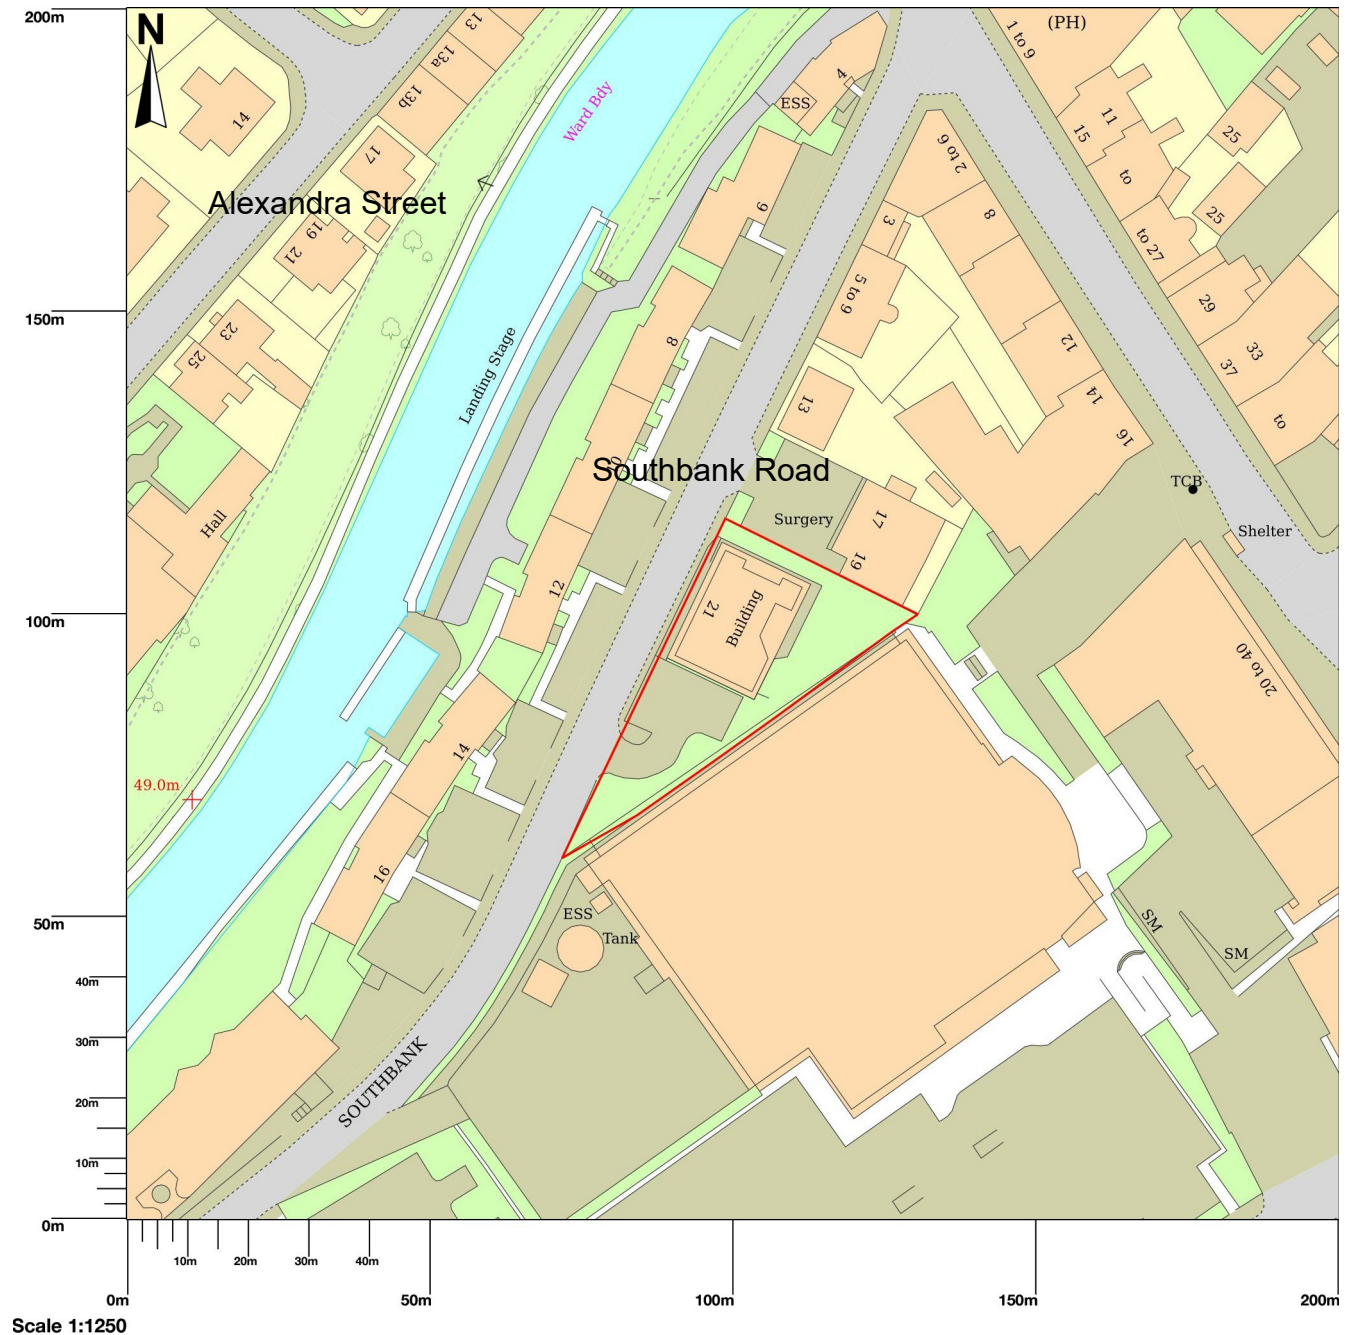 200m
N
13
13a
13b
14
17
Alexandra Street
19
21
23
25
Ward Bdy
ESS
4
(PH)
1 to 9
11
15
to
to 27
25
25
2 to 6
8
3
5 to 9
6
29
33
37
to
12
14
16
13
150m
8
Landing Stage
10
Southbank Road
TCB
Shelter
Surgery
17
19
Hall
12
21
Building
100m
20 to 40
49.0m
14
16
50m
ESS
Tank
SM
SM
40m
30m
SOUTHBANK
20m
10m
0m
10m
20m
30m
40m
0m
50m
100m
150m
200m
Scale 1:1250